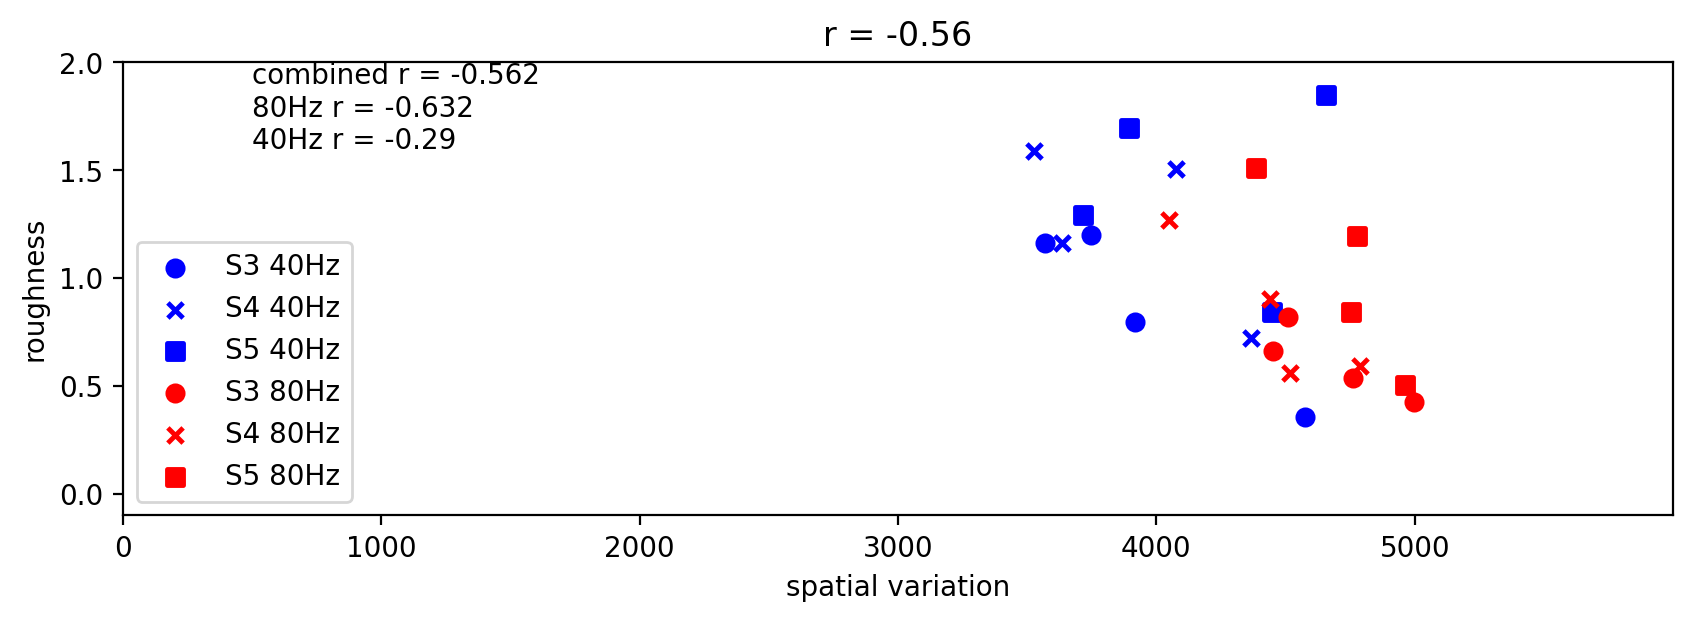 r = -0.56
combined r = -0.562
80Hz r = -0.632
40Hz r = -0.29
2.0
1.5
1.0
0.5
0.0
roughness
S3 40Hz
S4 40Hz
S5 40Hz
S3 80Hz
S4 80Hz
S5 80Hz
0 1000 2000 3000 4000 5000
spatial variation